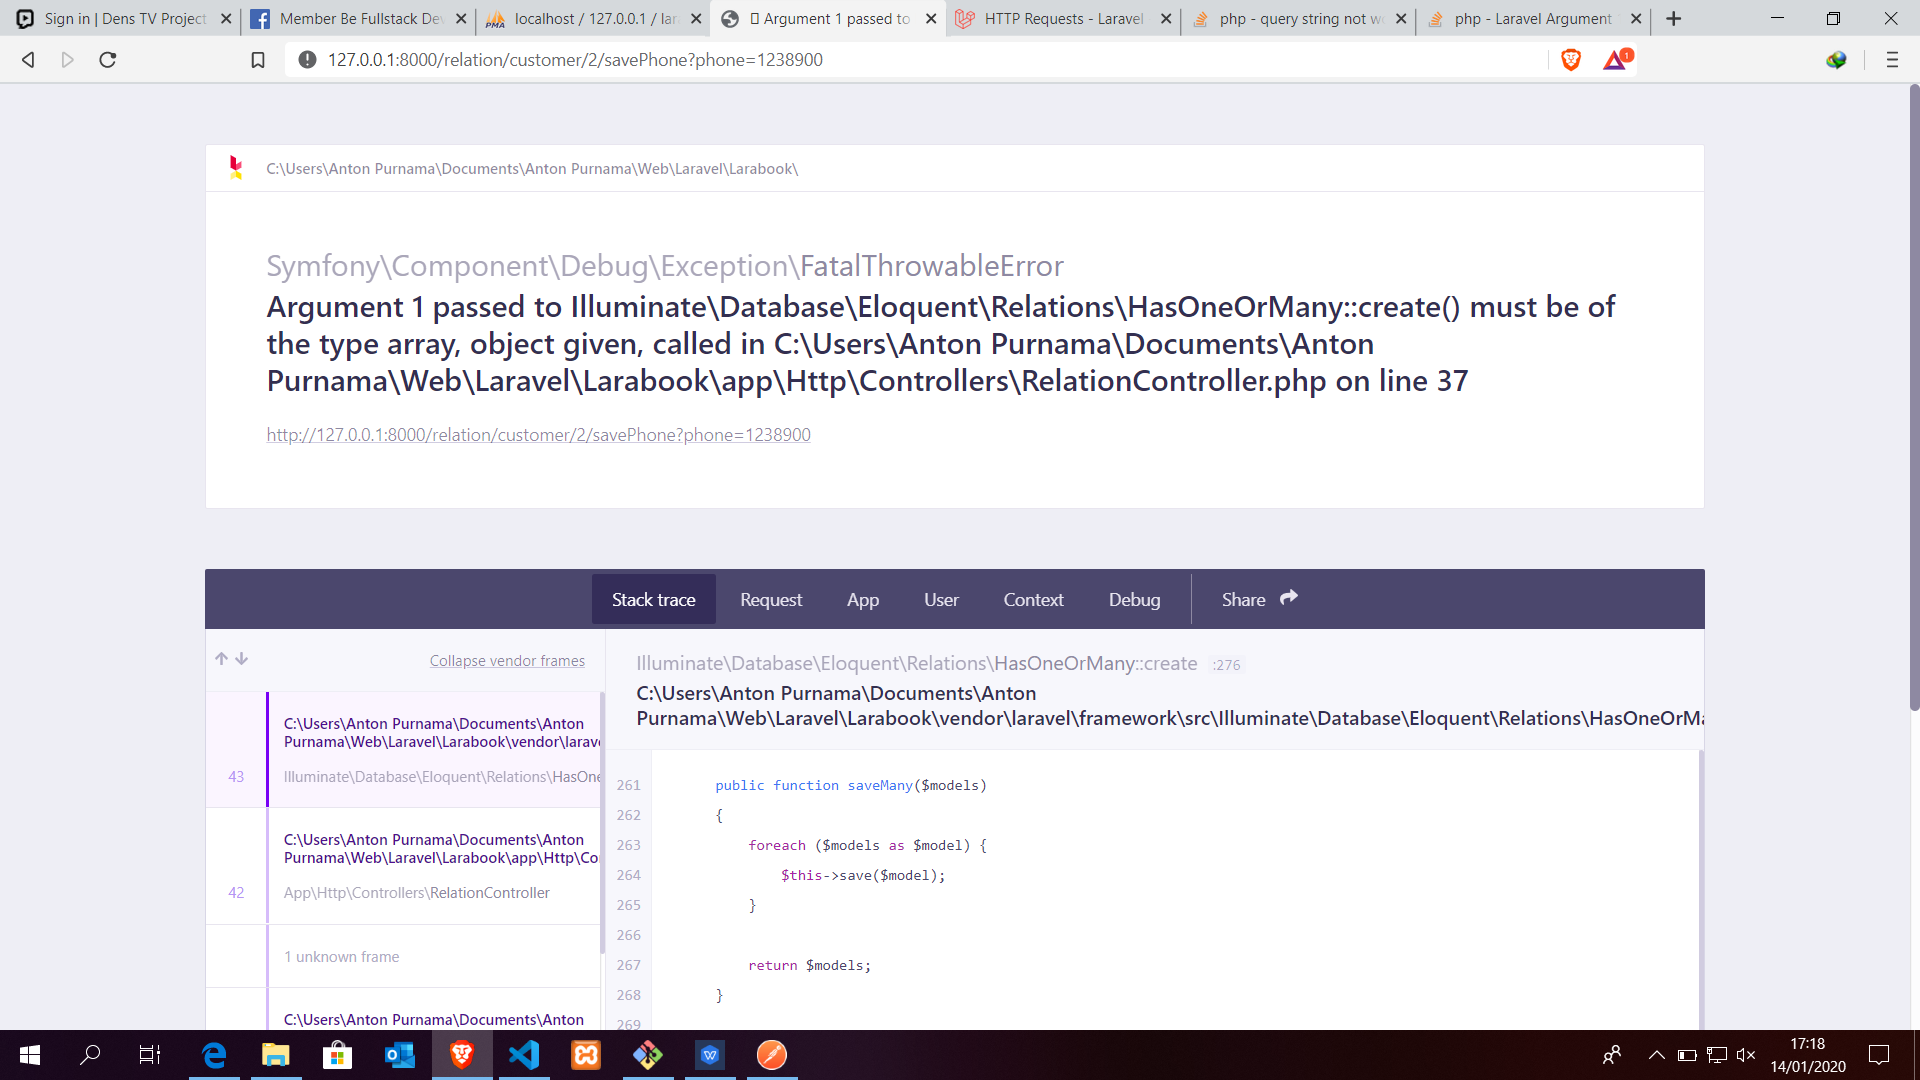 Sign in | Dens TV Project
Member Be Fullstack Dev
localhost / 127.0.0.1 / lar
Argument 1 passed to
HTTP Requests - Laravel
php - query string not wo
php - Laravel Argument
127.0.0.1:8000/relation/customer/2/savePhone?phone=1238900
1
C:\Users\Anton Purnama\Documents\Anton Purnama\Web\Laravel\Larabook\
Symfony\Component\Debug\Exception\FatalThrowableError
Argument 1 passed to Illuminate\Database\Eloquent\Relations\HasOneOrMany::create() must be of
the type array, object given, called in C:\Users\Anton Purnama\Documents\Anton
Purnama\Web\Laravel\Larabook\app\Http\Controllers\RelationController.php on line 37
http://127.0.0.1:8000/relation/customer/2/savePhone?phone=1238900
Stack trace
Request
App
User
Context
Debug
Share
Collapse vendor frames
C:\Users\Anton Purnama\Documents\Anton
Purnama\Web\Laravel\Larabook\vendor\larave
43
Illuminate\Database\Eloquent\Relations\HasOne
C:\Users\Anton Purnama\Documents\Anton
Purnama\Web\Laravel\Larabook\app\Http\Co
42
App\Http\Controllers\RelationController
1 unknown frame
C:\Users\Anton Purnama\Documents\Anton
Illuminate\Database\Eloquent\Relations\HasOneOrMany::create :276
C:\Users\Anton Purnama\Documents\Anton
Purnama\Web\Laravel\Larabook\vendor\laravel\framework\src\Illuminate\Database\Eloquent\Relations\HasOneOrMa
261 public function saveMany($models)
262 {
263 foreach ($models as $model) {
264 $this->save($model);
265 }
266
267 return $models;
268 }
269
PMA
17:18
14/01/2020